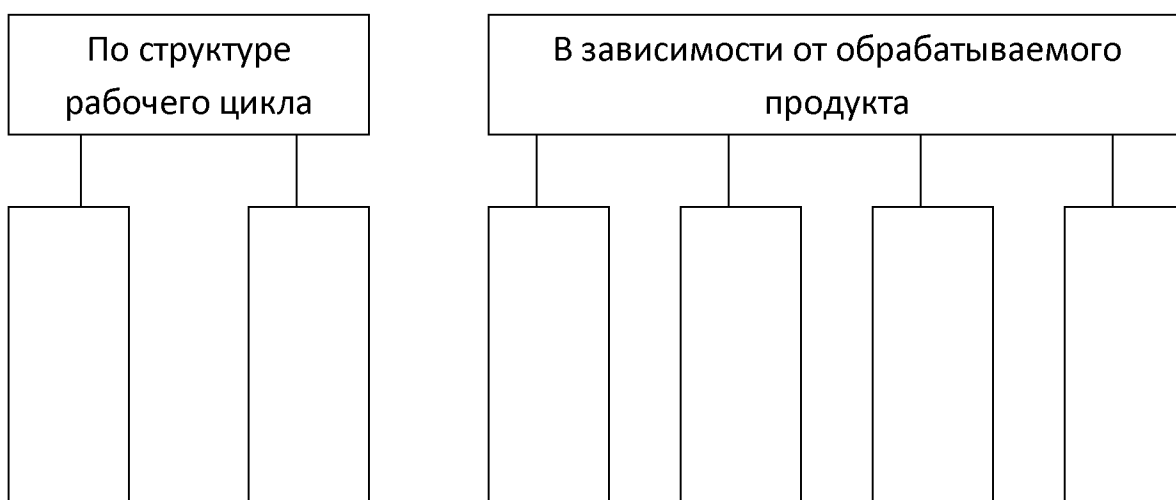 По структуре
рабочего цикла
В зависимости от обрабатываемого
продукта